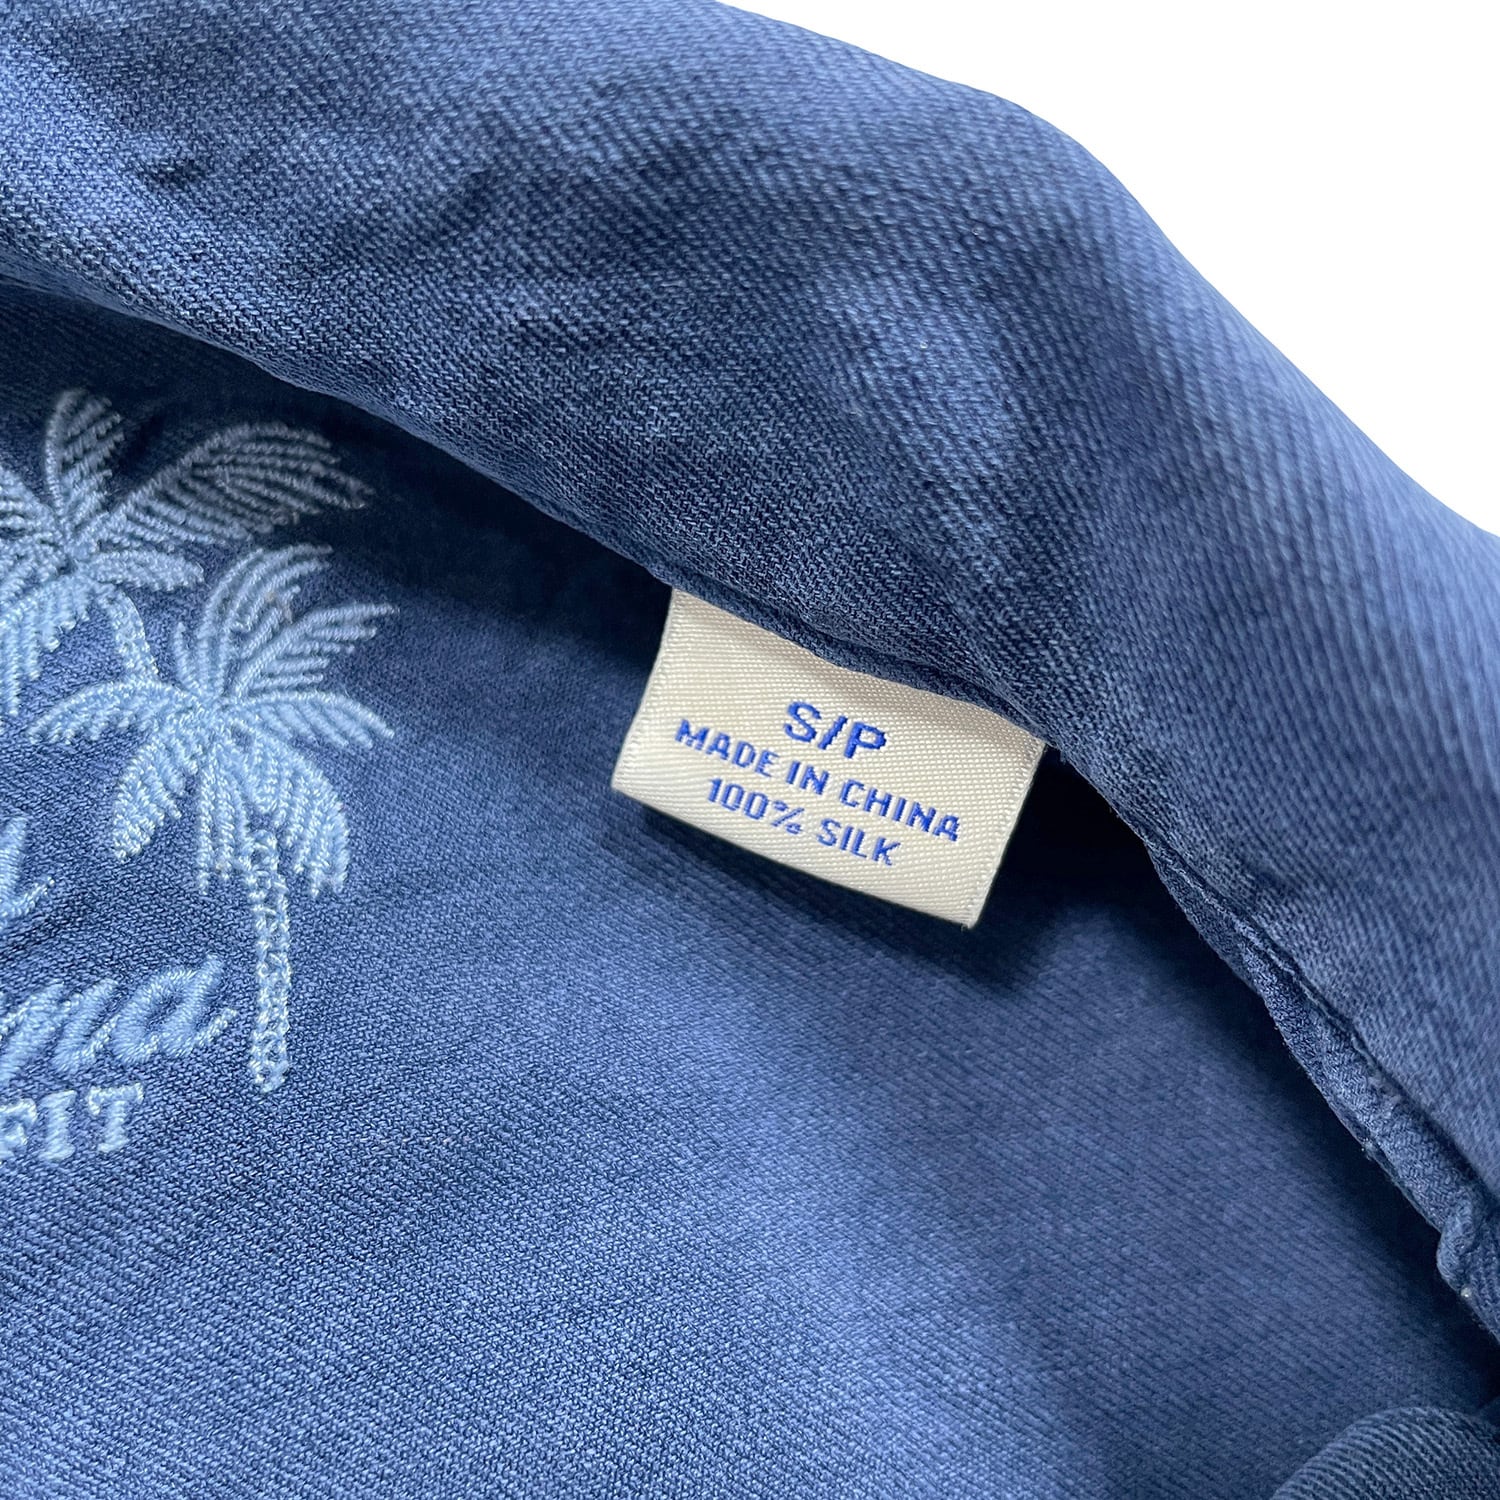 S/P
MADE IN CHINA
100% SILK
FIT